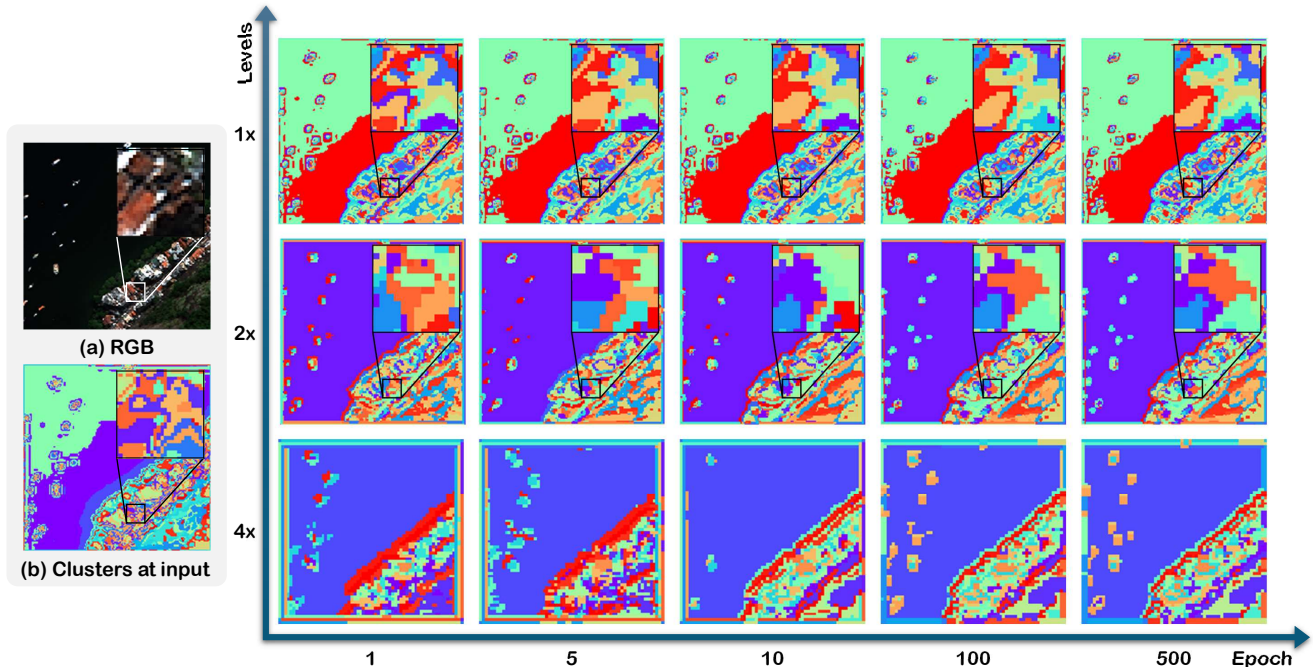 Levels
1x
(a) RGB
2x
(b) Clusters at input
4x
1 5 10 100 500 Epoch